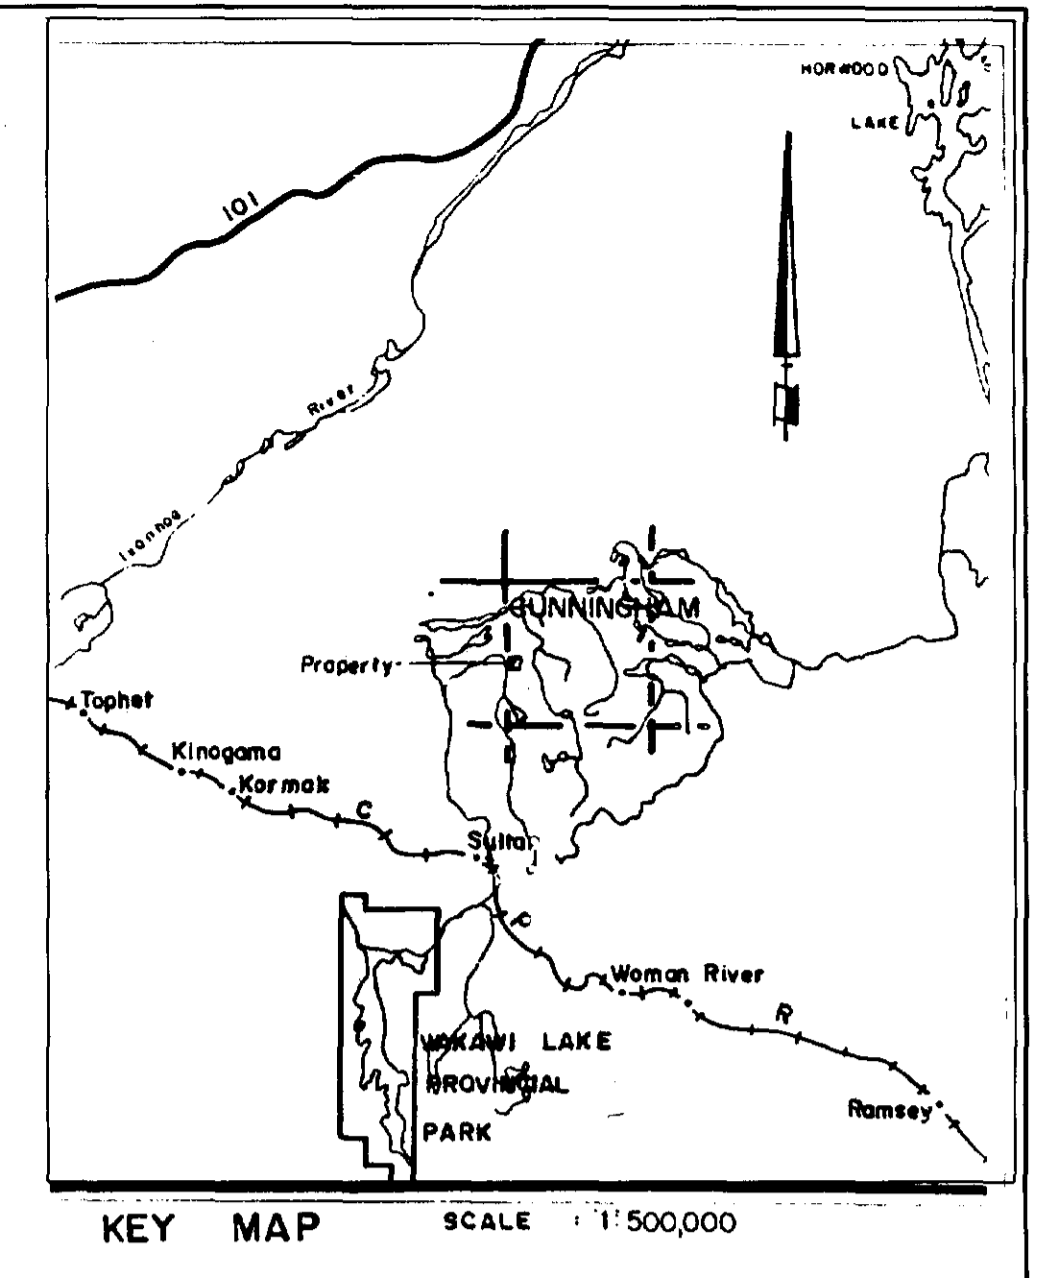 HORWOOD
LAKE
101
River
Ivanhoe
CUNNINGHAM
Property
Tophet
Kinogama
Kormak
C
Sultan
P
Woman River
R
WAKAWI LAKE
PROVINCIAL
PARK
Ramsey
KEY MAP
SCALE : 1: 500,000